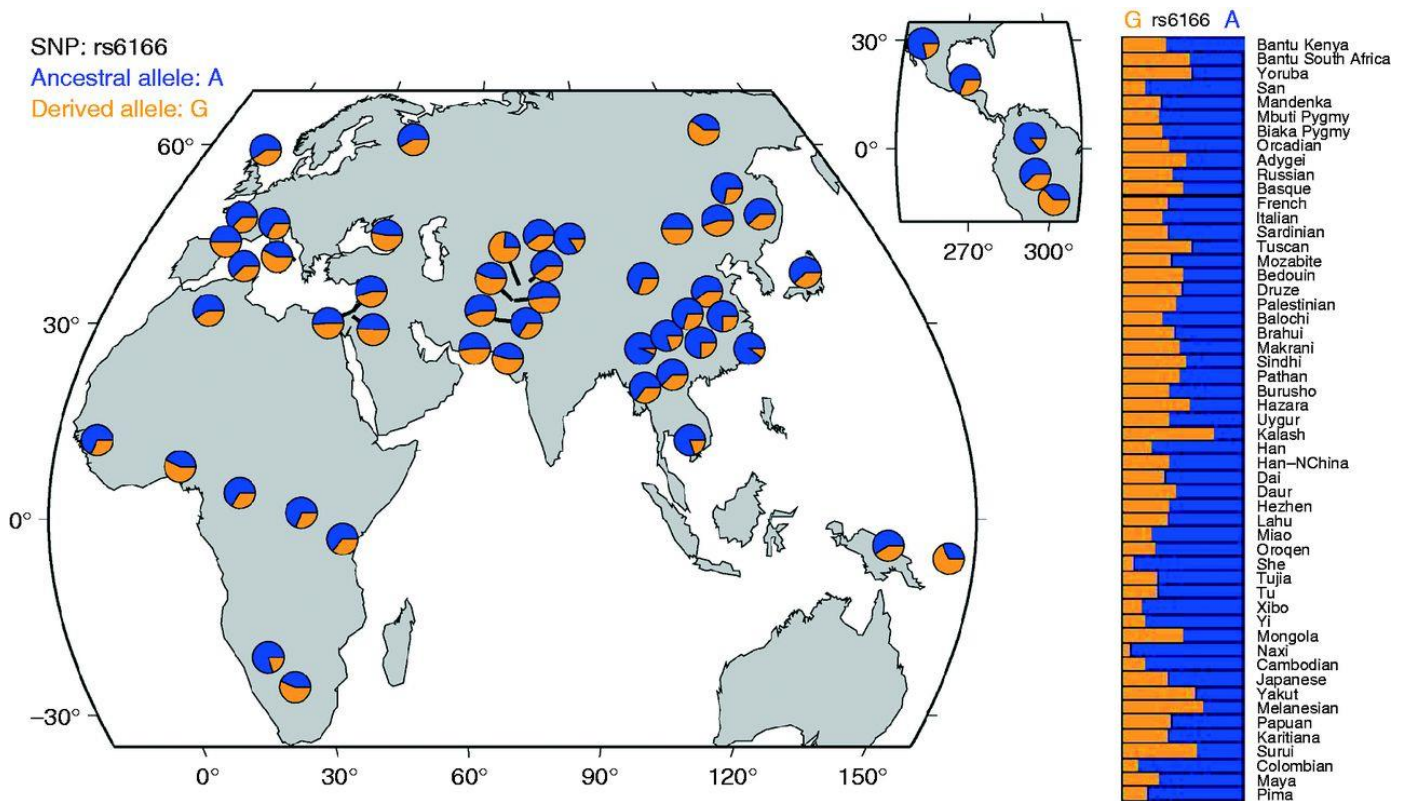 SNP: rs6166
Ancestral allele: A
Derived allele: G
60°
30°
0°
−30°
0°
30°
60°
90°
120°
150°
30°
0°
270°
300°
G rs6166 A
Bantu Kenya
Bantu South Africa
Yoruba
San
Mandenka
Mbuti Pygmy
Biaka Pygmy
Orcadian
Adygei
Russian
Basque
French
Italian
Sardinian
Tuscan
Mozabite
Bedouin
Druze
Palestinian
Balochi
Brahui
Makrani
Sindhi
Pathan
Burusho
Hazara
Uygur
Kalash
Han
Han−NChina
Dai
Daur
Hezhen
Lahu
Miao
Oroqen
She
Tujia
Tu
Xibo
Yi
Mongola
Naxi
Cambodian
Japanese
Yakut
Melanesian
Papuan
Karitiana
Surui
Colombian
Maya
Pima